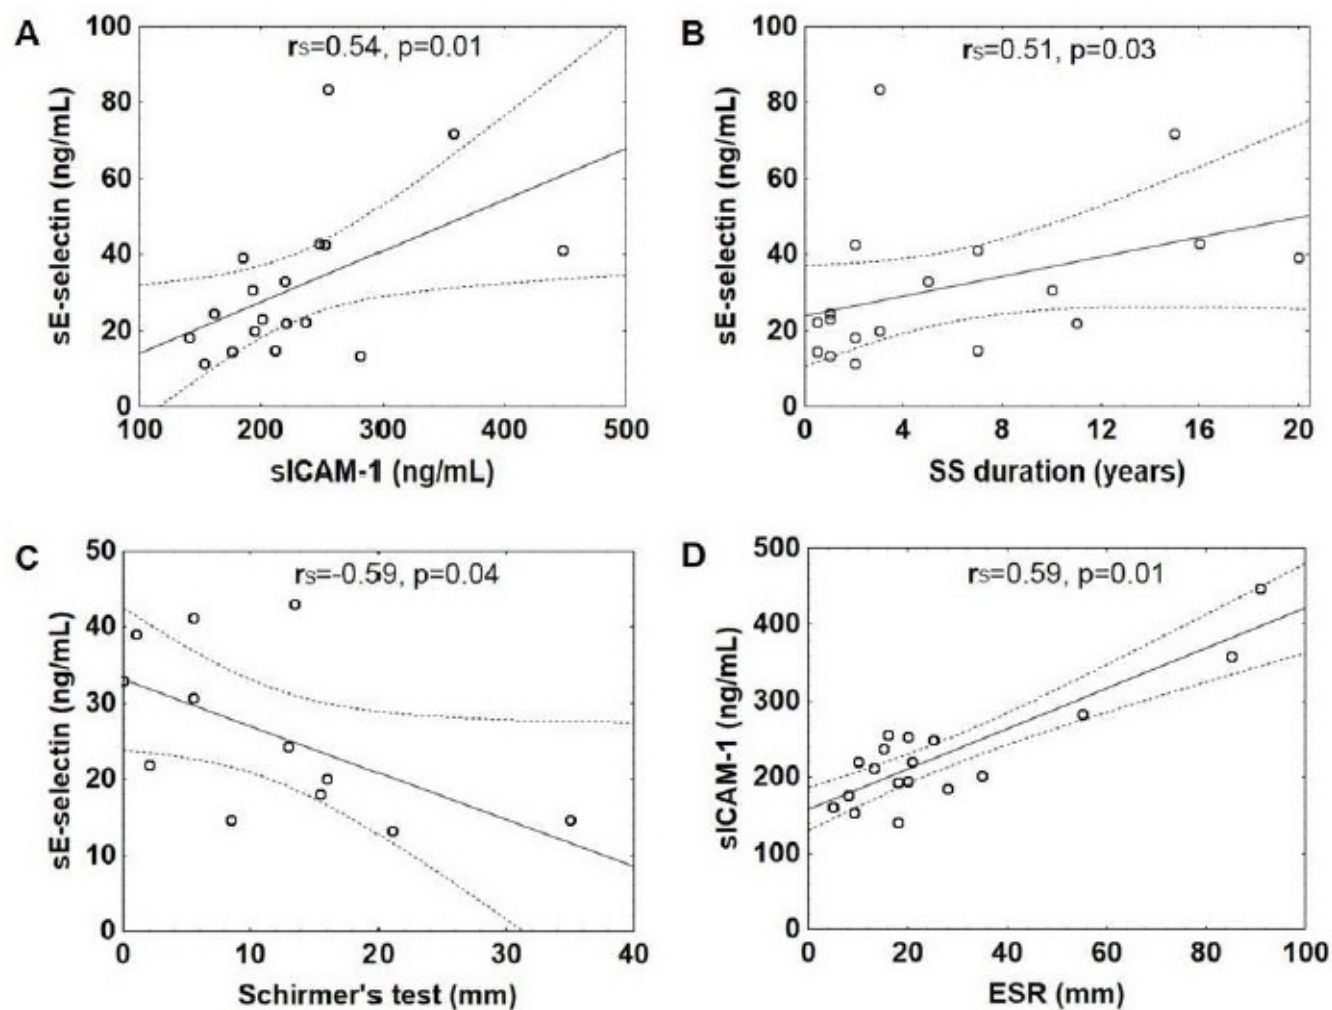 A
rs=0.54, p=0.01
sE-selectin (ng/mL)
100
80
60
40
20
0
100 200 300 400 500
sICAM-1 (ng/mL)
B
rs=0.51, p=0.03
sE-selectin (ng/mL)
100
80
60
40
20
0
0 4 8 12 16 20
SS duration (years)
C
rs=-0.59, p=0.04
sE-selectin (ng/mL)
50
40
30
20
10
0
0 10 20 30 40
Schirmer's test (mm)
D
rs=0.59, p=0.01
sICAM-1 (ng/mL)
500
400
300
200
100
0
0 20 40 60 80 100
ESR (mm)